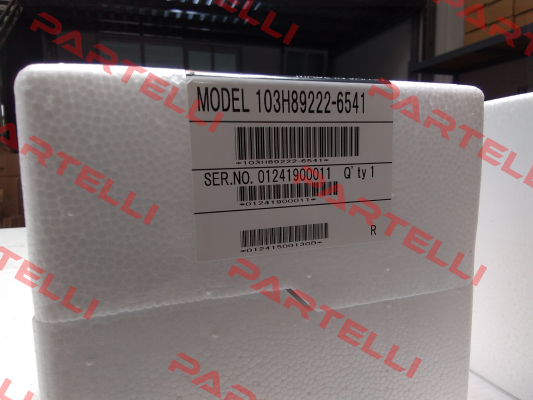 MODEL 103H89222-6541
*103H89222-6541*
SER.NO. 01241900011 Q'ty 1
*01241900011*
R
PARTELLI
PARTELLI
PARTELLI
PARTELLI
PARTELLI